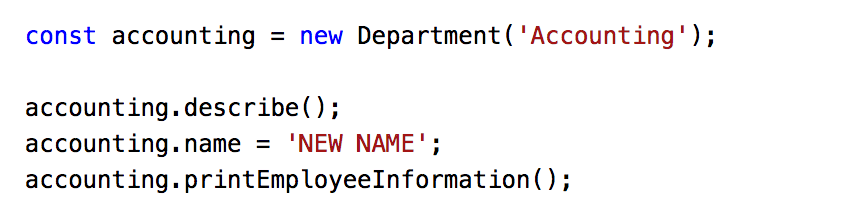 const accounting = new Department('Accounting');
accounting.describe();
accounting.name = 'NEW NAME';
accounting.printEmployeeInformation();